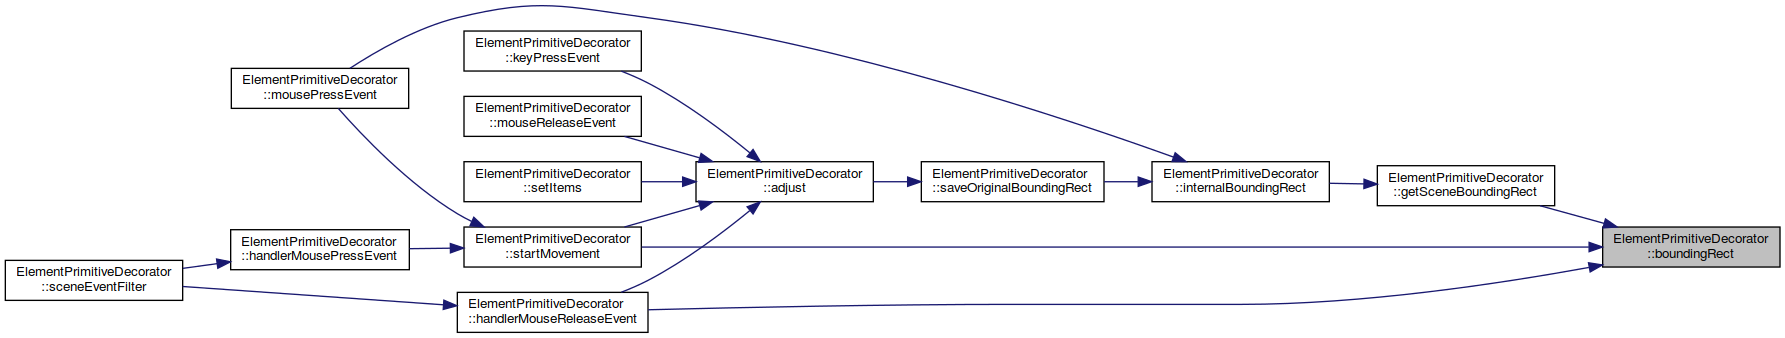 ElementPrimitiveDecorator
::keyPressEvent
ElementPrimitiveDecorator
::mousePressEvent
ElementPrimitiveDecorator
::mouseReleaseEvent
ElementPrimitiveDecorator
::setItems
ElementPrimitiveDecorator
::adjust
ElementPrimitiveDecorator
::saveOriginalBoundingRect
ElementPrimitiveDecorator
::internalBoundingRect
ElementPrimitiveDecorator
::getSceneBoundingRect
ElementPrimitiveDecorator
::handlerMousePressEvent
ElementPrimitiveDecorator
::startMovement
ElementPrimitiveDecorator
::boundingRect
ElementPrimitiveDecorator
::sceneEventFilter
ElementPrimitiveDecorator
::handlerMouseReleaseEvent